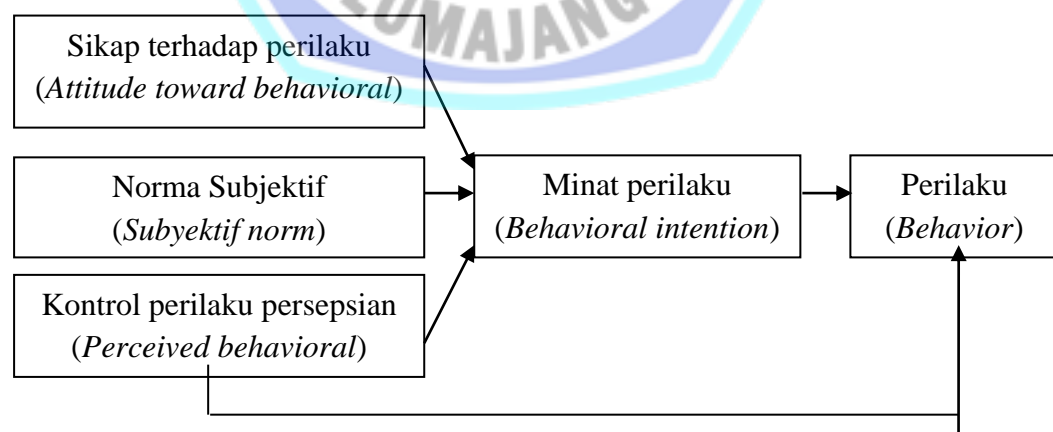 LUMAJANG
Sikap terhadap perilaku
(Attitude toward behavioral)
Norma Subjektif
(Subyektif norm)
Kontrol perilaku persepsian
(Perceived behavioral)
Minat perilaku
(Behavioral intention)
Perilaku
(Behavior)